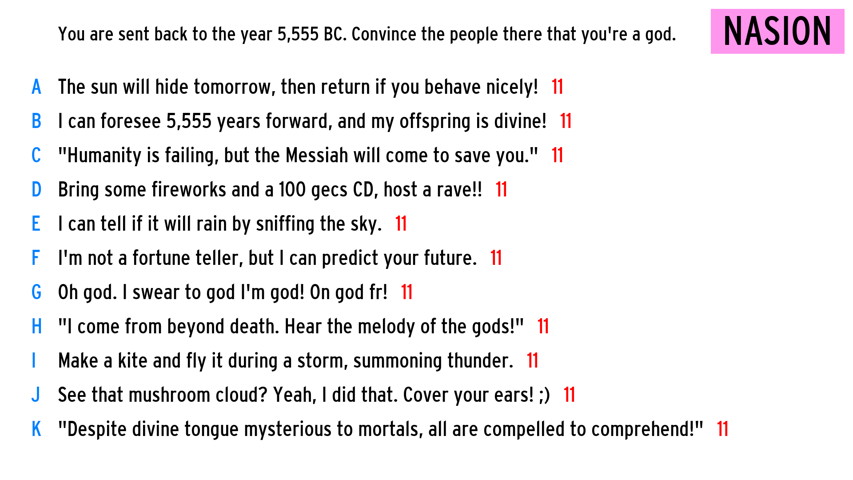 You are sent back to the year 5,555 BC. Convince the people there that you're a god. NASION
A The sun will hide tomorrow, then return if you behave nicely! 11
B I can foresee 5,555 years forward, and my offspring is divine! 11
C "Humanity is failing, but the Messiah will come to save you." 11
D Bring some fireworks and a 100 gecs CD, host a rave!! 11
E I can tell if it will rain by sniffing the sky. 11
F I'm not a fortune teller, but I can predict your future. 11
G Oh god. I swear to god I'm god! On god fr! 11
H "I come from beyond death. Hear the melody of the gods!" 11
I Make a kite and fly it during a storm, summoning thunder. 11
J See that mushroom cloud? Yeah, I did that. Cover your ears! ;) 11
K "Despite divine tongue mysterious to mortals, all are compelled to comprehend!" 11